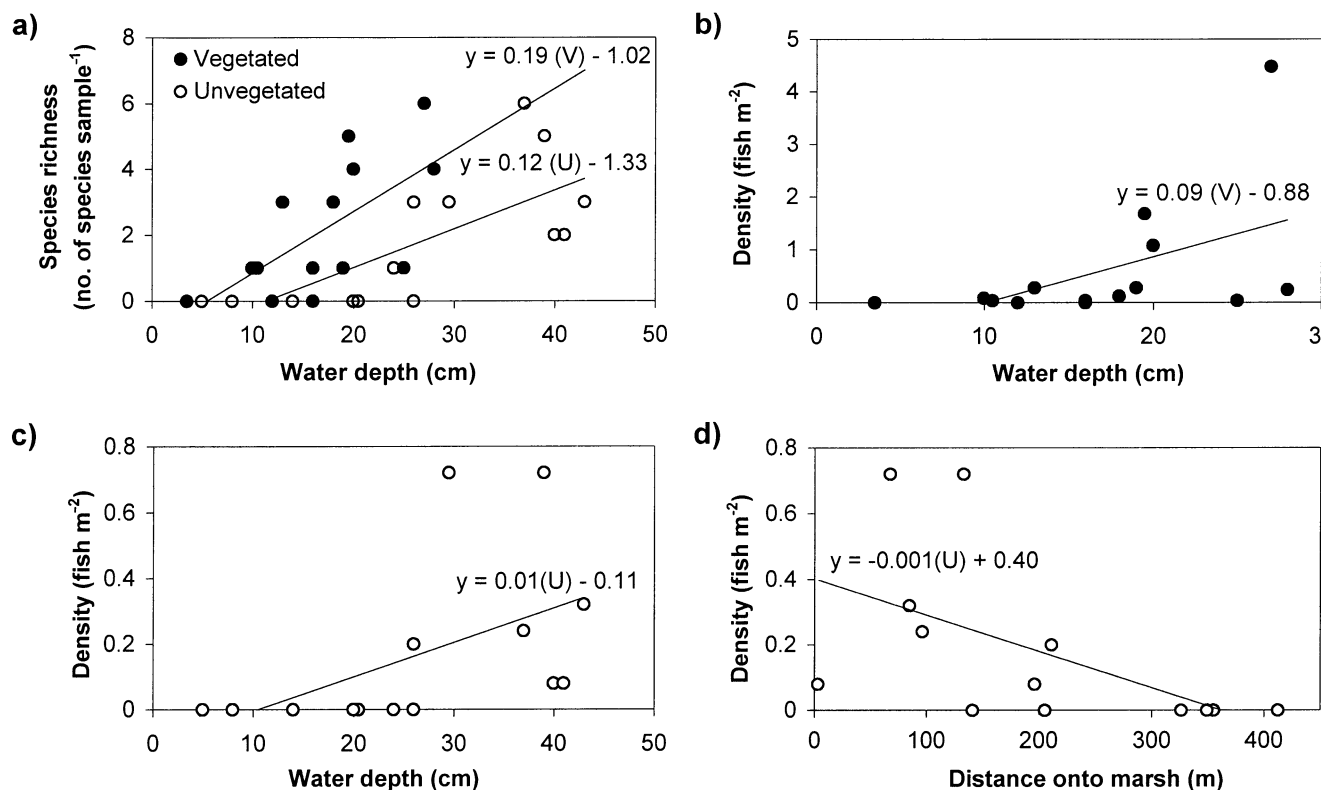 a)
8
6
4
2
0
Species richness
(no. of species sample⁻¹)
● Vegetated
○ Unvegetated
y = 0.19 (V) - 1.02
y = 0.12 (U) - 1.33
0 10 20 30 40 50
Water depth (cm)
b)
5
4
3
2
1
0
Density (fish m⁻²)
y = 0.09 (V) - 0.88
0 10 20 3
Water depth (cm)
c)
0.8
0.6
0.4
0.2
0
Density (fish m⁻²)
y = 0.01(U) - 0.11
0 10 20 30 40 50
Water depth (cm)
d)
0.8
0.6
0.4
0.2
0
Density (fish m⁻²)
y = -0.001(U) + 0.40
0 100 200 300 400
Distance onto marsh (m)